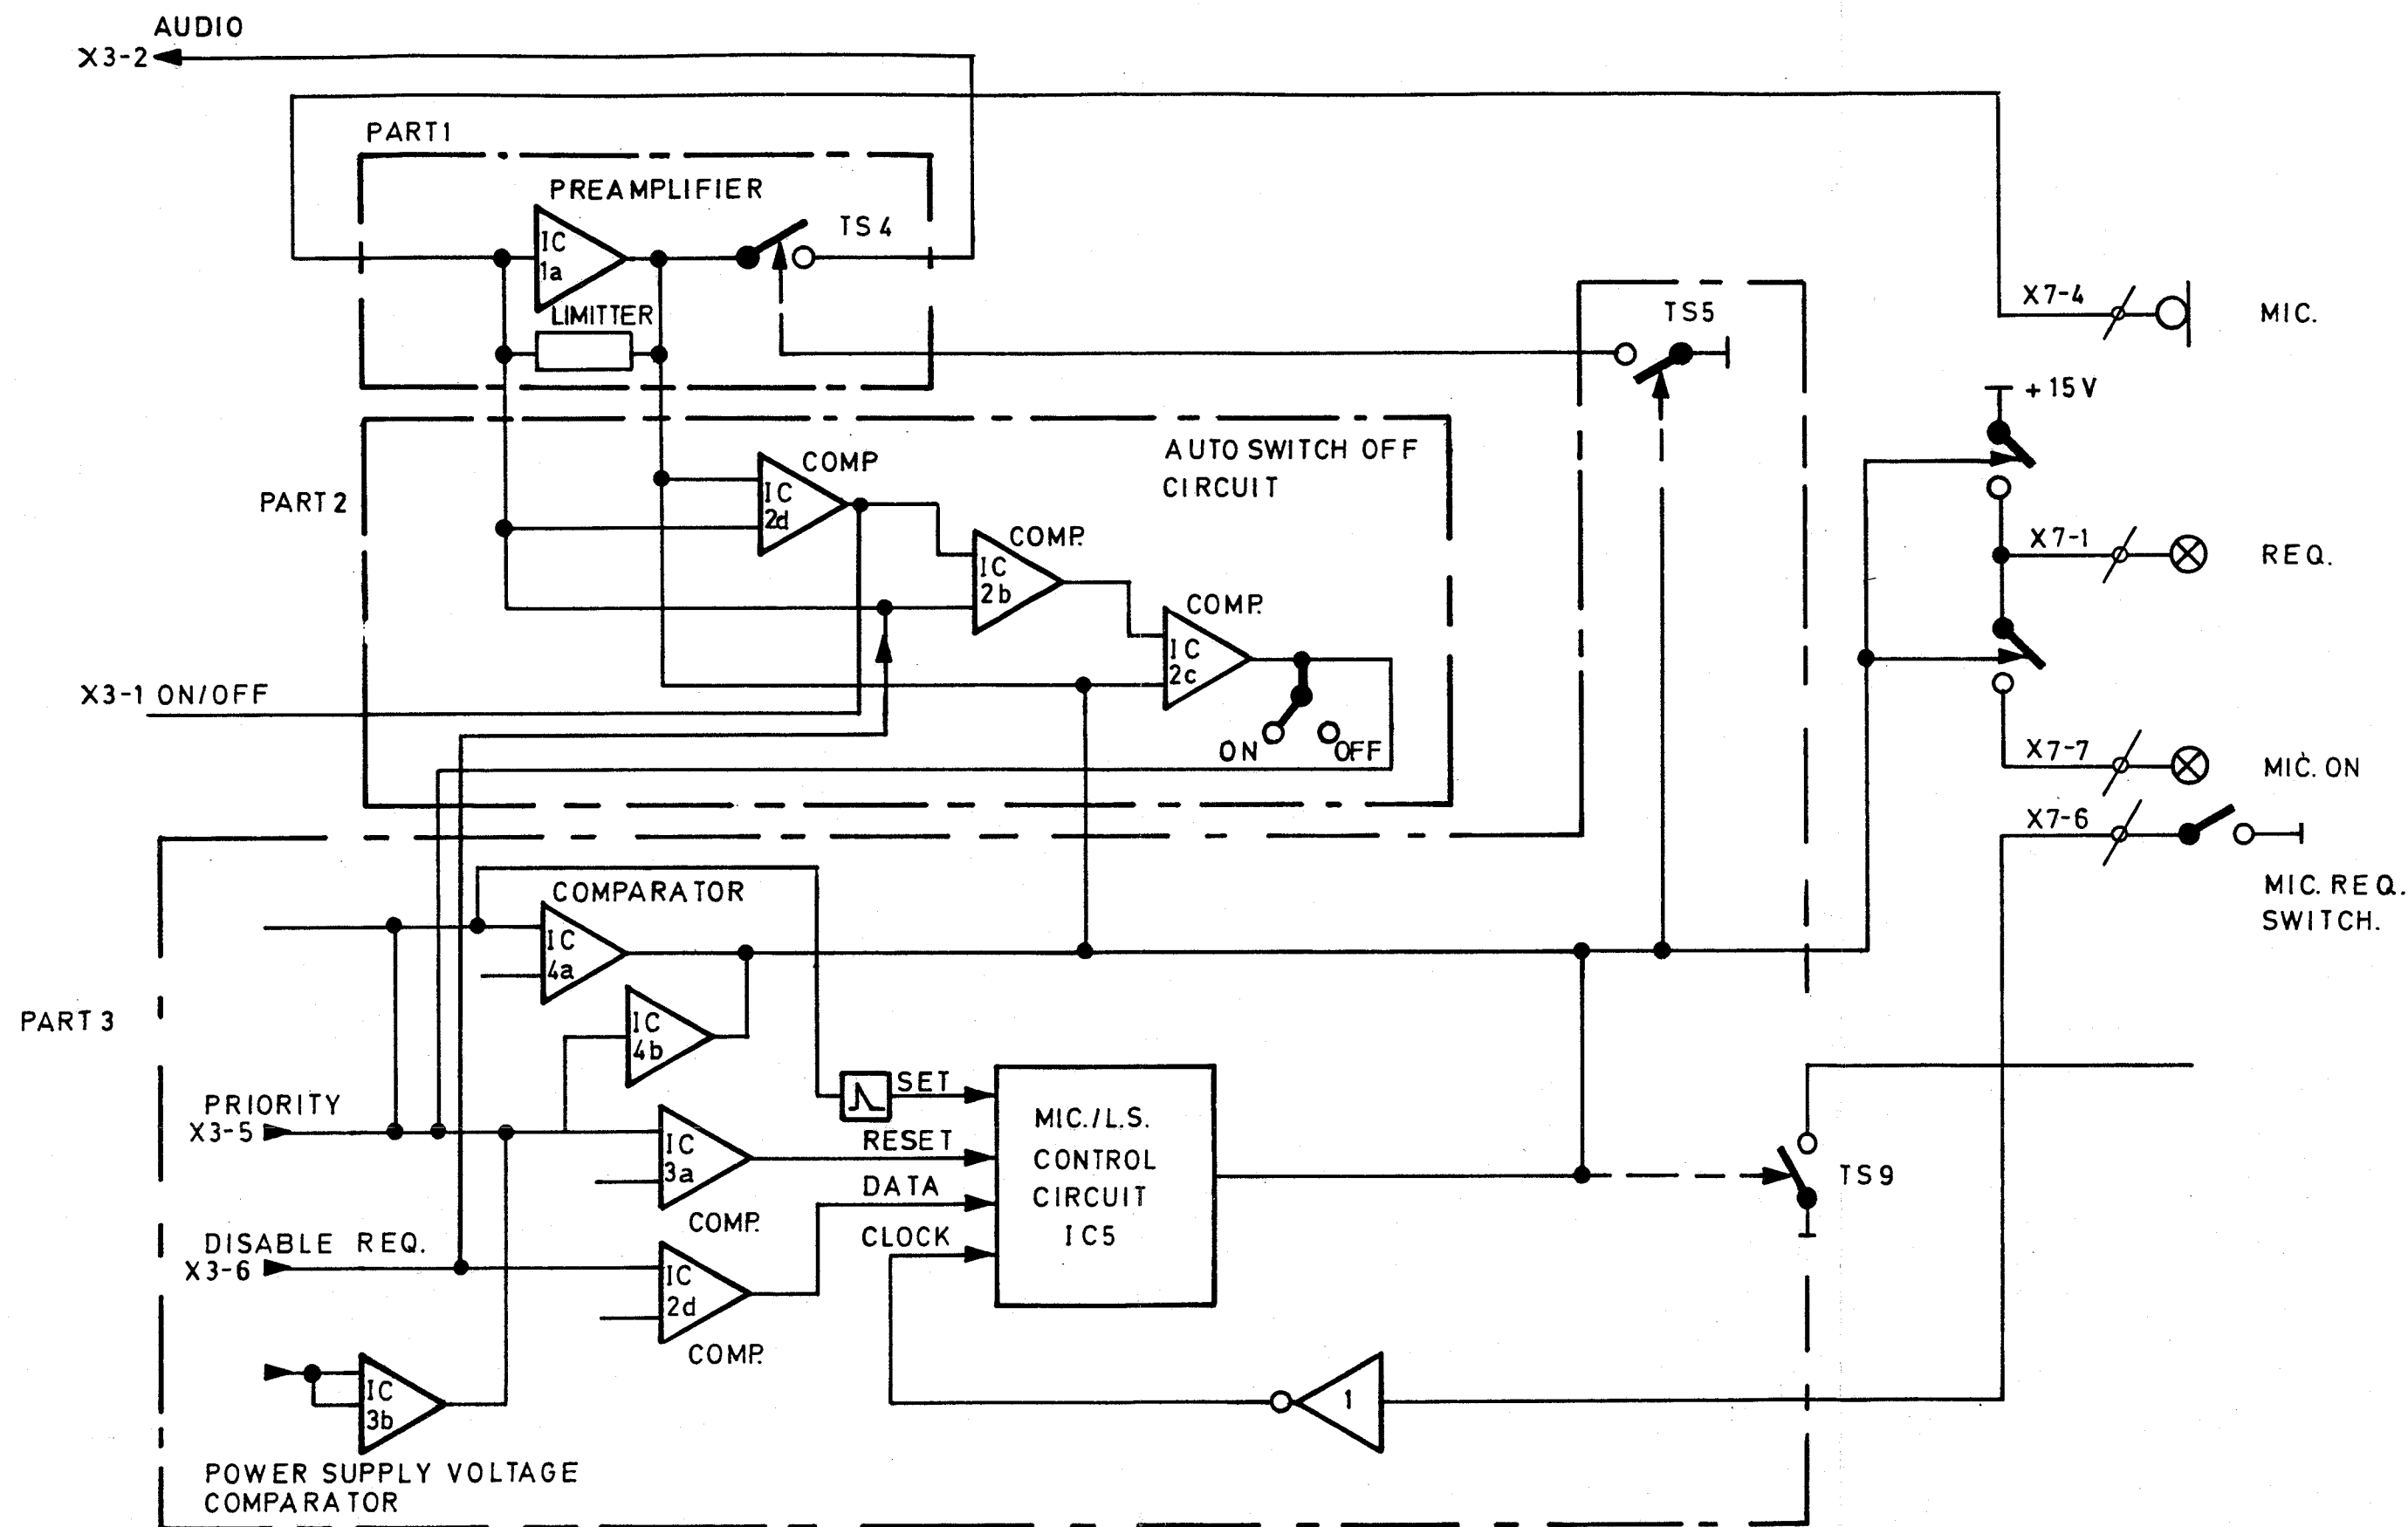 AUDIO
X3-2
PART1
PREAMPLIFIER
IC
1a
TS4
LIMITTER
TS5
X7-4
MIC.
+15V
AUTO SWITCH OFF
CIRCUIT
PART 2
COMP
IC
2d
COMP.
IC
2b
COMP.
IC
2c
X7-1
REQ.
X3-1 ON/OFF
ON
OFF
X7-7
MIC. ON
X7-6
MIC. REQ.
SWITCH.
COMPARATOR
IC
4a
PART 3
IC
4b
PRIORITY
X3-5
IC
3a
COMP.
SET
RESET
DATA
CLOCK
MIC./L.S.
CONTROL
CIRCUIT
IC5
TS9
DISABLE REQ.
X3-6
IC
2d
COMP.
IC
3b
1
POWER SUPPLY VOLTAGE
COMPARATOR